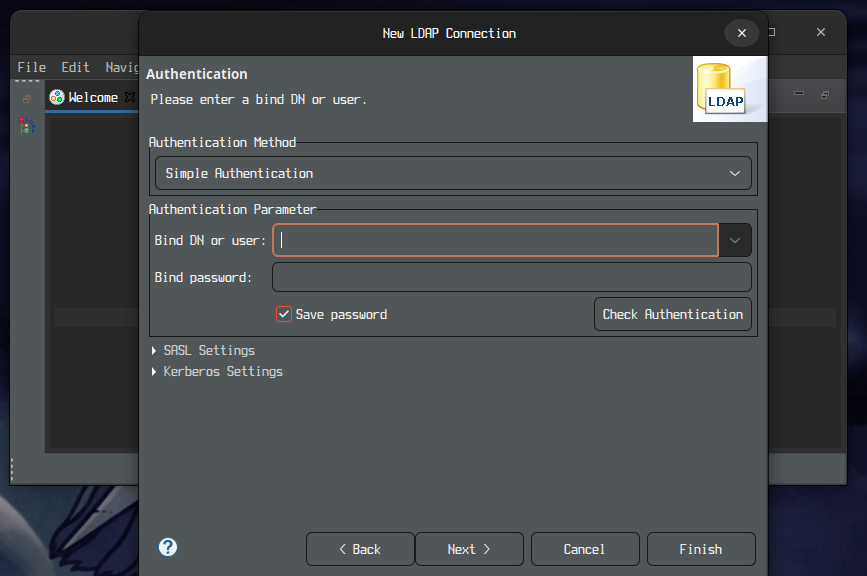 New LDAP Connection
File Edit
Welcome
Authentication
Please enter a bind DN or user.
LDAP
Authentication Method
Simple Authentication
Authentication Parameter
Bind DN or user:
Bind password:
Save password
Check Authentication
SASL Settings
Kerberos Settings
?
< Back
Next >
Cancel
Finish